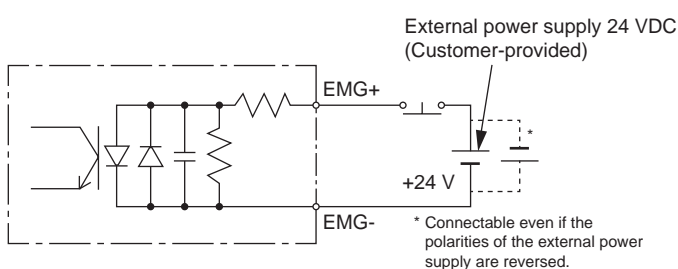 External power supply 24 VDC
(Customer-provided)
EMG+
*
+24 V
EMG-
* Connectable even if the
polarities of the external power
supply are reversed.